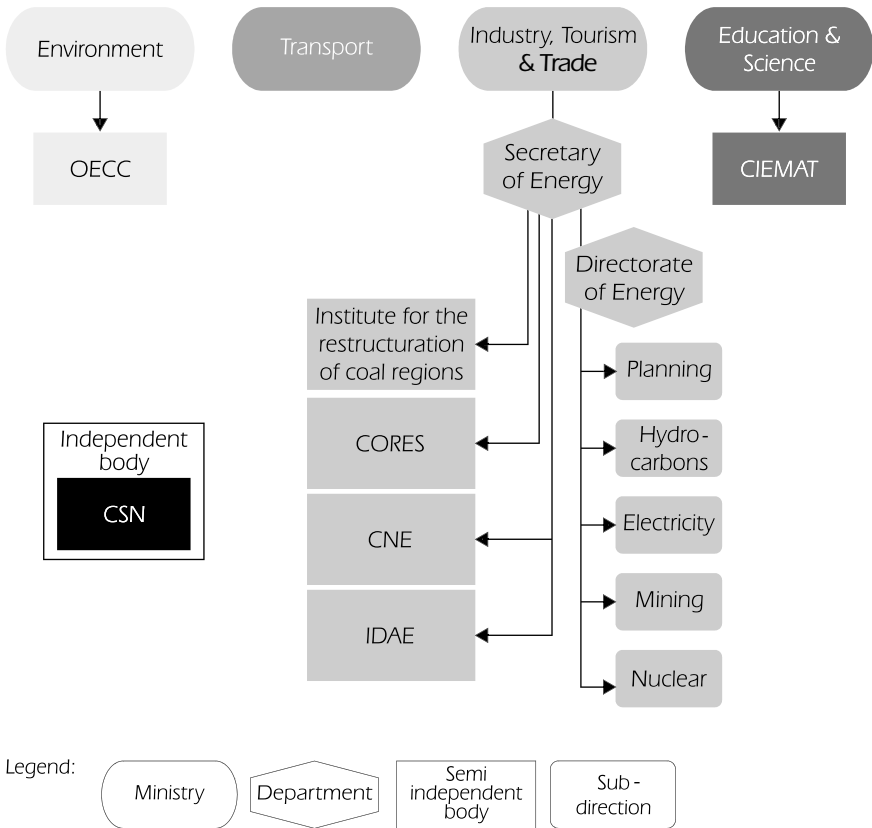 Environment
Transport
Industry, Tourism
& Trade
Education &
Science
OECC
Secretary
of Energy
CIEMAT
Directorate
of Energy
Institute for the
restructuration
of coal regions
Planning
CORES
Hydro-
carbons
Independent
body
CSN
CNE
Electricity
IDAE
Mining
Nuclear
Legend:
Ministry
Department
Semi
independent
body
Sub-
direction